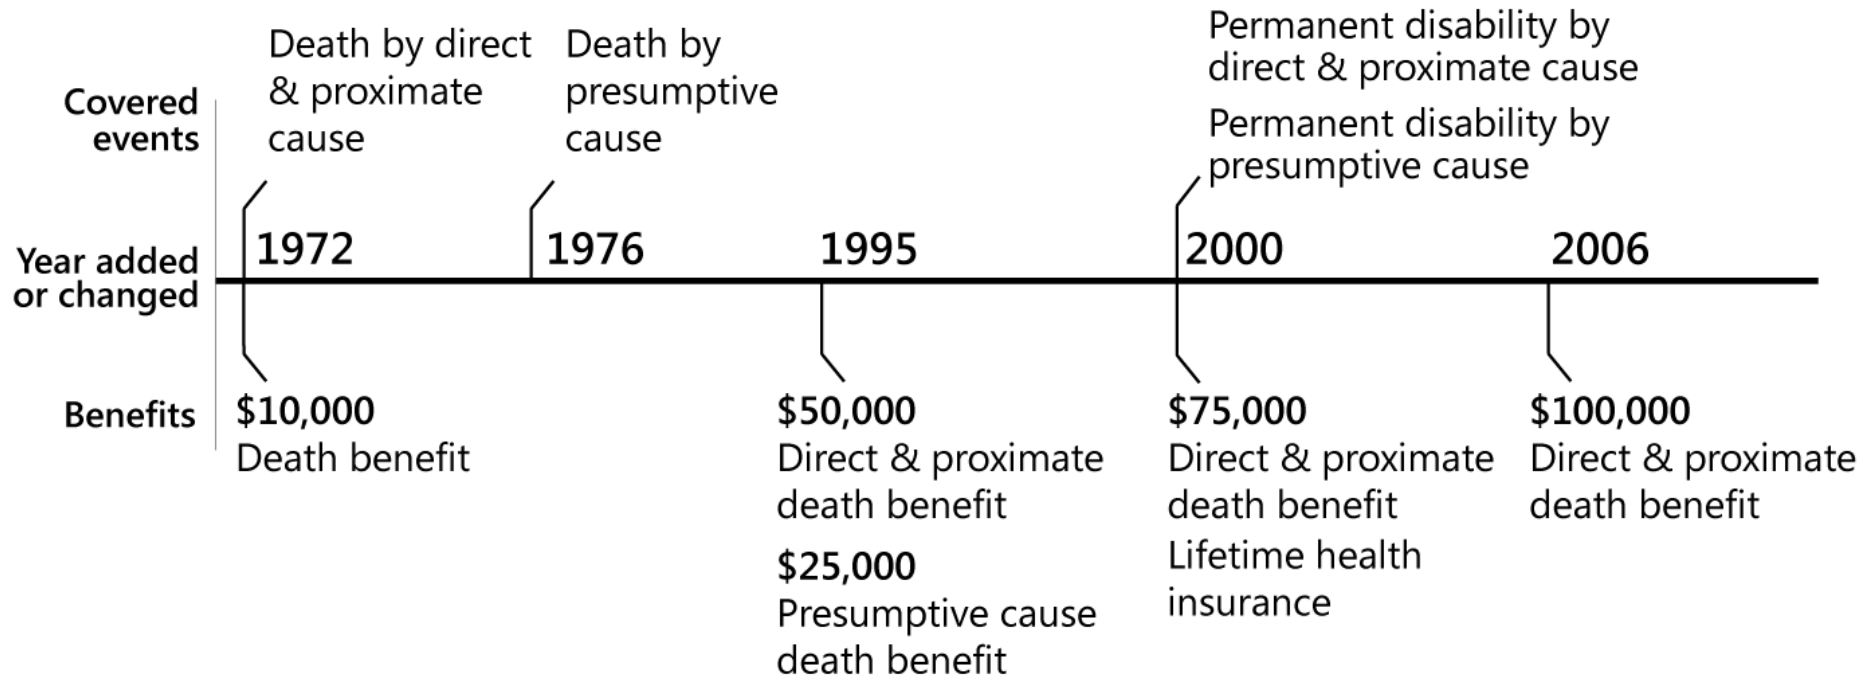 Covered
events
Death by direct
& proximate
cause
Death by
presumptive
cause
Permanent disability by
direct & proximate cause
Permanent disability by
presumptive cause
Year added
or changed
1972
1976
1995
2000
2006
Benefits
$10,000
Death benefit
$50,000
Direct & proximate
death benefit
$25,000
Presumptive cause
death benefit
$75,000
Direct & proximate
death benefit
Lifetime health
insurance
$100,000
Direct & proximate
death benefit